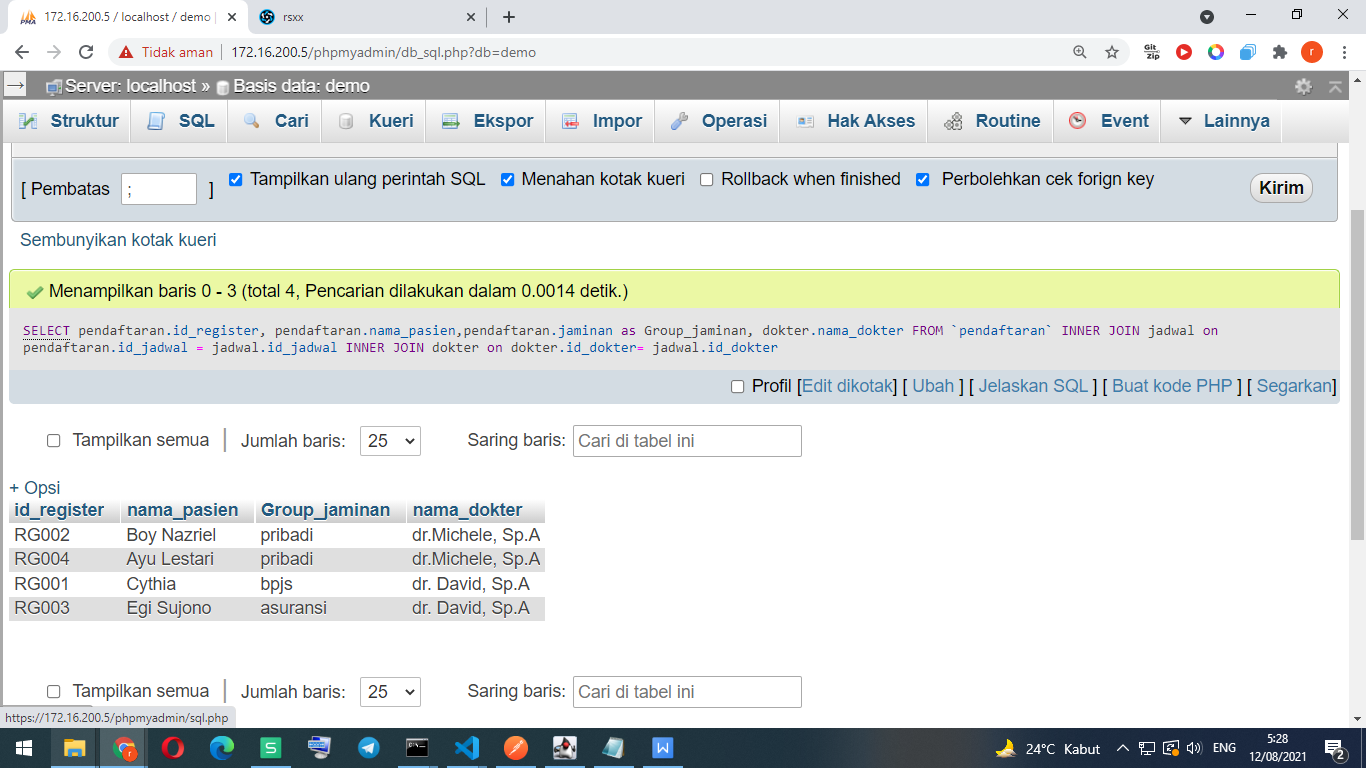 172.16.200.5 / localhost / demo |
rsxx
Tidak aman
172.16.200.5/phpmyadmin/db_sql.php?db=demo
Server: localhost » Basis data: demo
Struktur SQL Cari Kueri Ekspor Impor Operasi Hak Akses Routine Event Lainnya
[ Pembatas ; ] Tampilkan ulang perintah SQL Menahan kotak kueri Rollback when finished Perbolehkan cek forign key Kirim
Sembunyikan kotak kueri
Menampilkan baris 0 - 3 (total 4, Pencarian dilakukan dalam 0.0014 detik.)
SELECT pendaftaran.id_register, pendaftaran.nama_pasien,pendaftaran.jaminan as Group_jaminan, dokter.nama_dokter FROM `pendaftaran` INNER JOIN jadwal on
pendaftaran.id_jadwal = jadwal.id_jadwal INNER JOIN dokter on dokter.id_dokter= jadwal.id_dokter
Profil [Edit dikotak] [ Ubah ] [ Jelaskan SQL ] [ Buat kode PHP ] [ Segarkan]
Tampilkan semua | Jumlah baris: 25 Saring baris: Cari di tabel ini
+ Opsi
id_register nama_pasien Group_jaminan nama_dokter
RG002 Boy Nazriel pribadi dr.Michele, Sp.A
RG004 Ayu Lestari pribadi dr.Michele, Sp.A
RG001 Cythia bpjs dr. David, Sp.A
RG003 Egi Sujono asuransi dr. David, Sp.A
Tampilkan semua | Jumlah baris: 25 Saring baris: Cari di tabel ini
https://172.16.200.5/phpmyadmin/sql.php
24°C Kabut ENG
5:28
12/08/2021
2